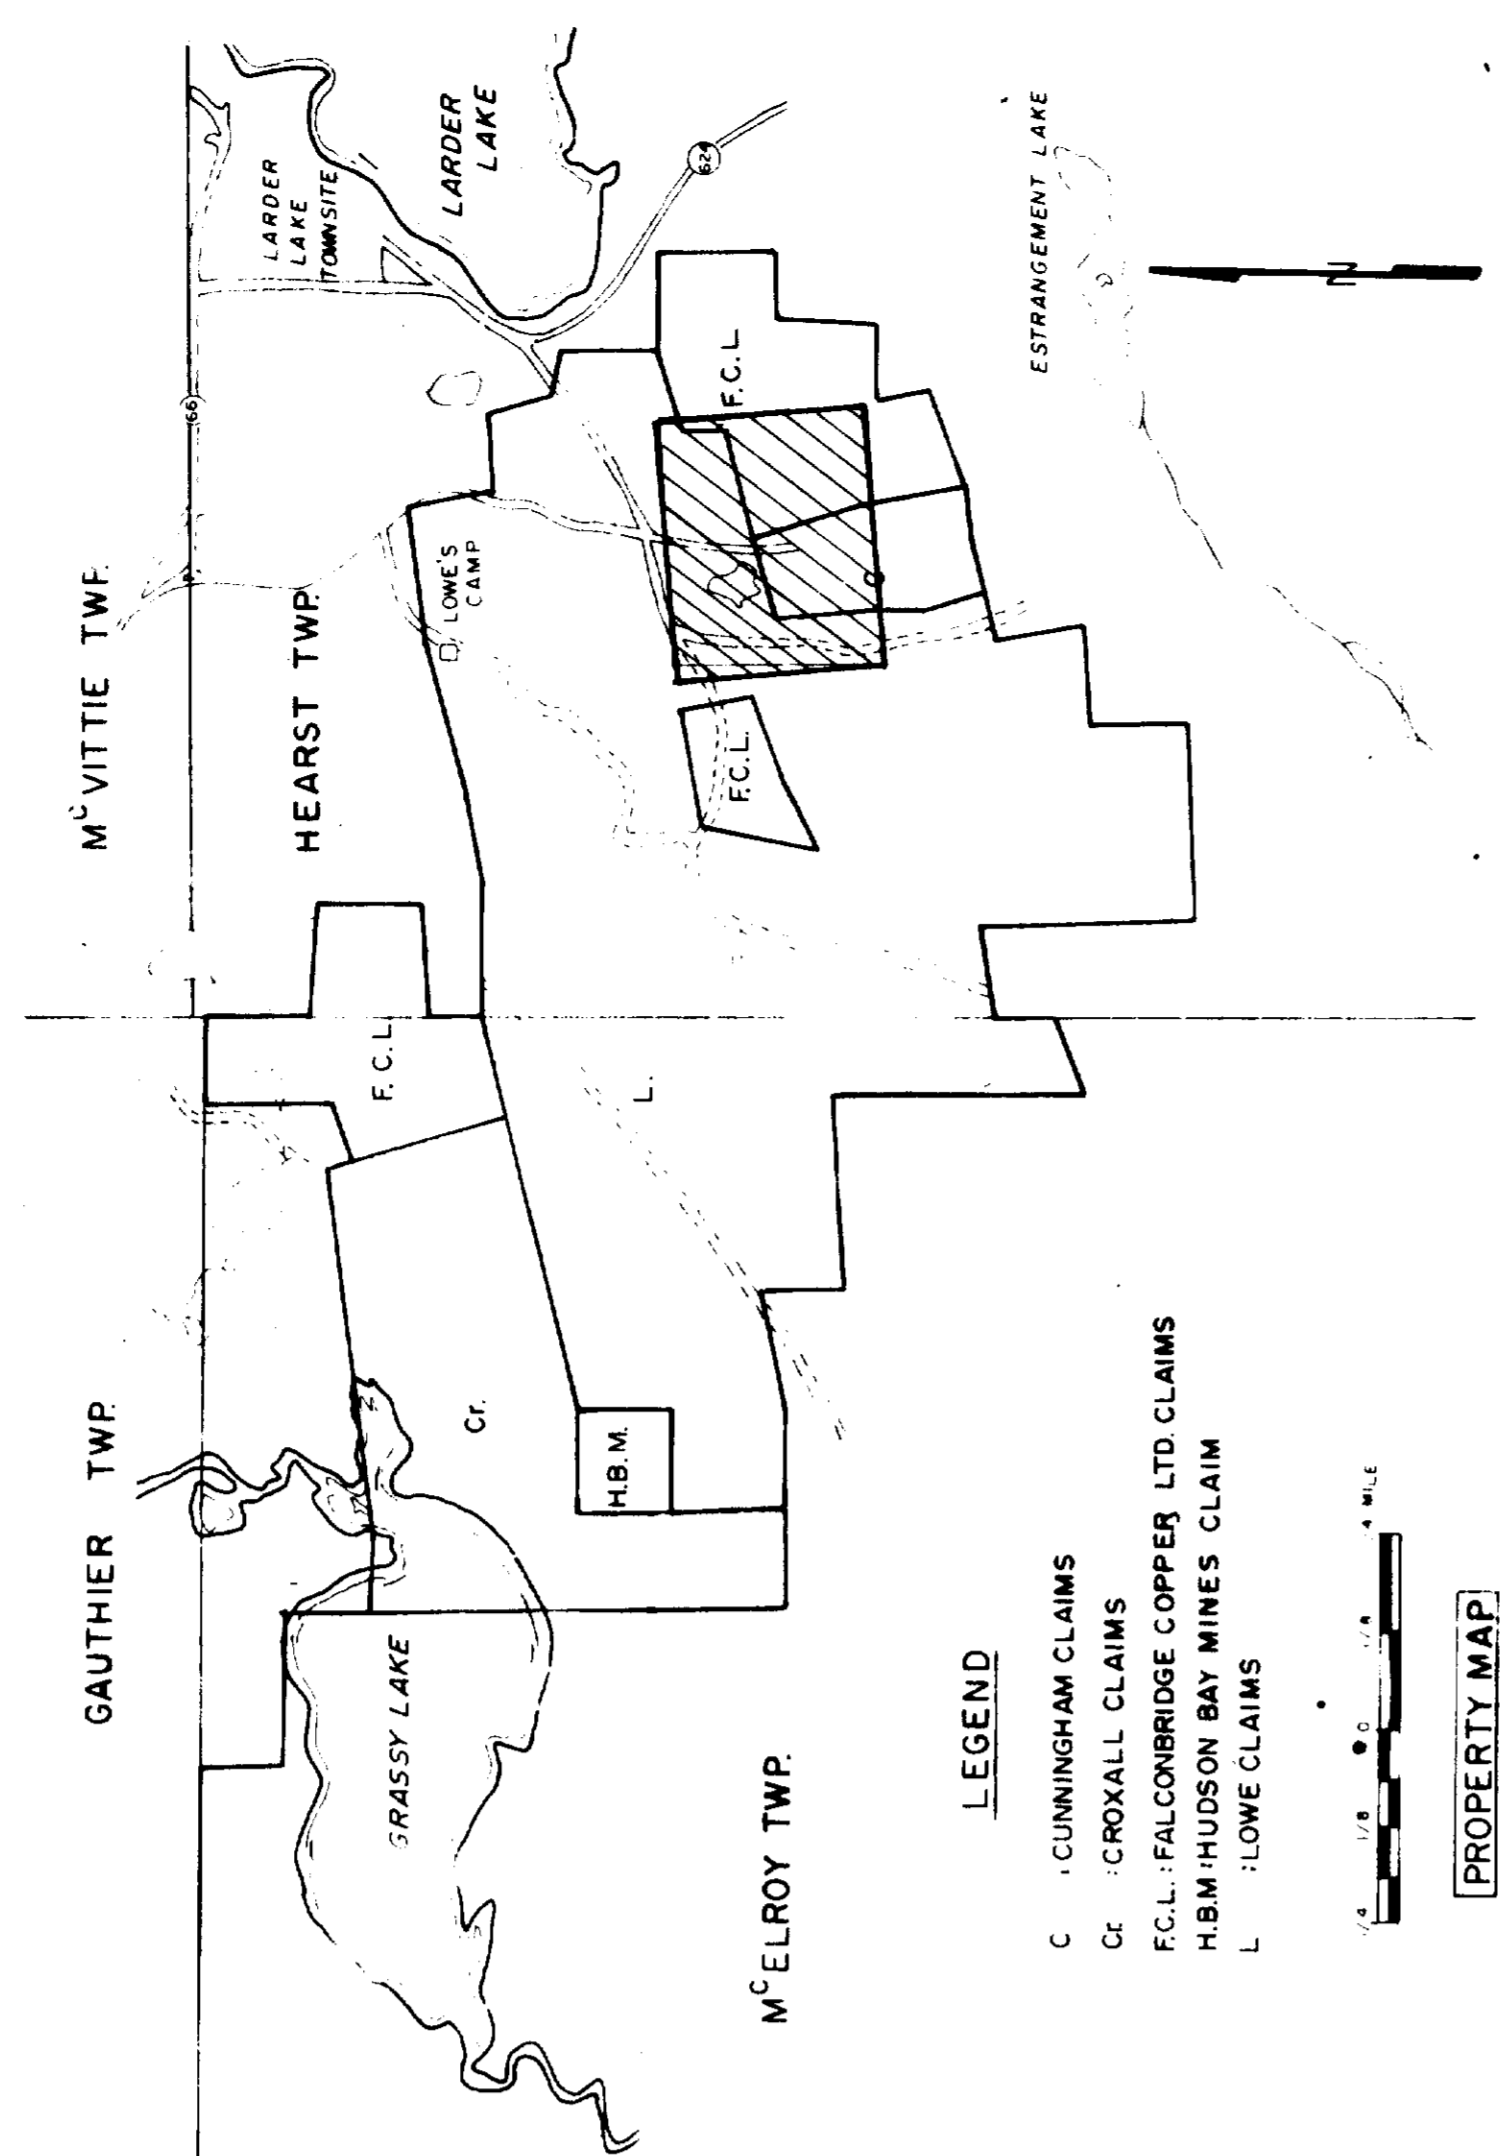 GAUTHIER TWP.
McVITTIE TWP.
66
LARDER
LAKE
TOWNSITE
HEARST TWP.
F.C.L.
GRASSY LAKE
Cr.
LOWE'S
CAMP
LARDER
LAKE
H.B.M.
L.
624
F.C.L.
F.C.L.
McELROY TWP.
C
ESTRANGEMENT LAKE
N
LEGEND
C : CUNNINGHAM CLAIMS
Cr. : CROXALL CLAIMS
F.C.L. : FALCONBRIDGE COPPER LTD. CLAIMS
H.B.M : HUDSON BAY MINES CLAIM
L : LOWE CLAIMS
1/4 1/8 0 1/8 1/4 MILE
PROPERTY MAP